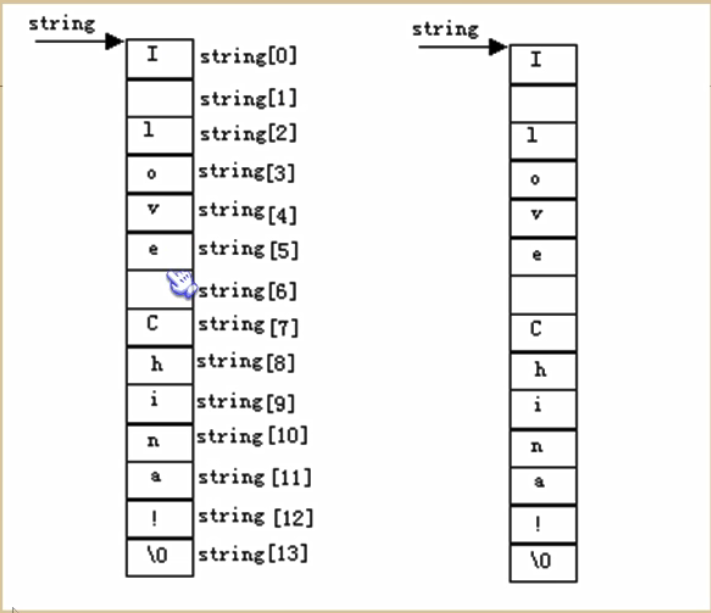 string string
I string[0] I
string[1]
l string[2] l
o string[3] o
v string[4] v
e string[5] e
string[6]
C string[7] C
h string[8] h
i string[9] i
n string[10] n
a string[11] a
! string[12] !
\0 string[13] \0